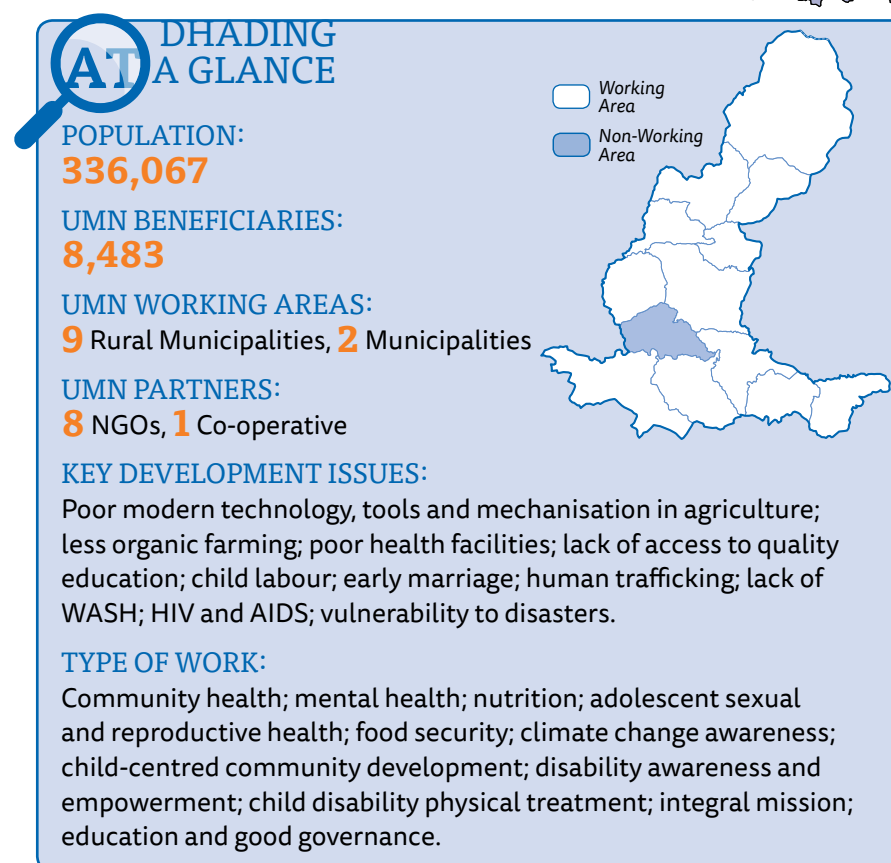 DHADING
AT A GLANCE
Working
Area
Non-Working
Area
POPULATION:
336,067
UMN BENEFICIARIES:
8,483
UMN WORKING AREAS:
9 Rural Municipalities, 2 Municipalities
UMN PARTNERS:
8 NGOs, 1 Co-operative
KEY DEVELOPMENT ISSUES:
Poor modern technology, tools and mechanisation in agriculture;
less organic farming; poor health facilities; lack of access to quality
education; child labour; early marriage; human trafficking; lack of
WASH; HIV and AIDS; vulnerability to disasters.
TYPE OF WORK:
Community health; mental health; nutrition; adolescent sexual
and reproductive health; food security; climate change awareness;
child-centred community development; disability awareness and
empowerment; child disability physical treatment; integral mission;
education and good governance.